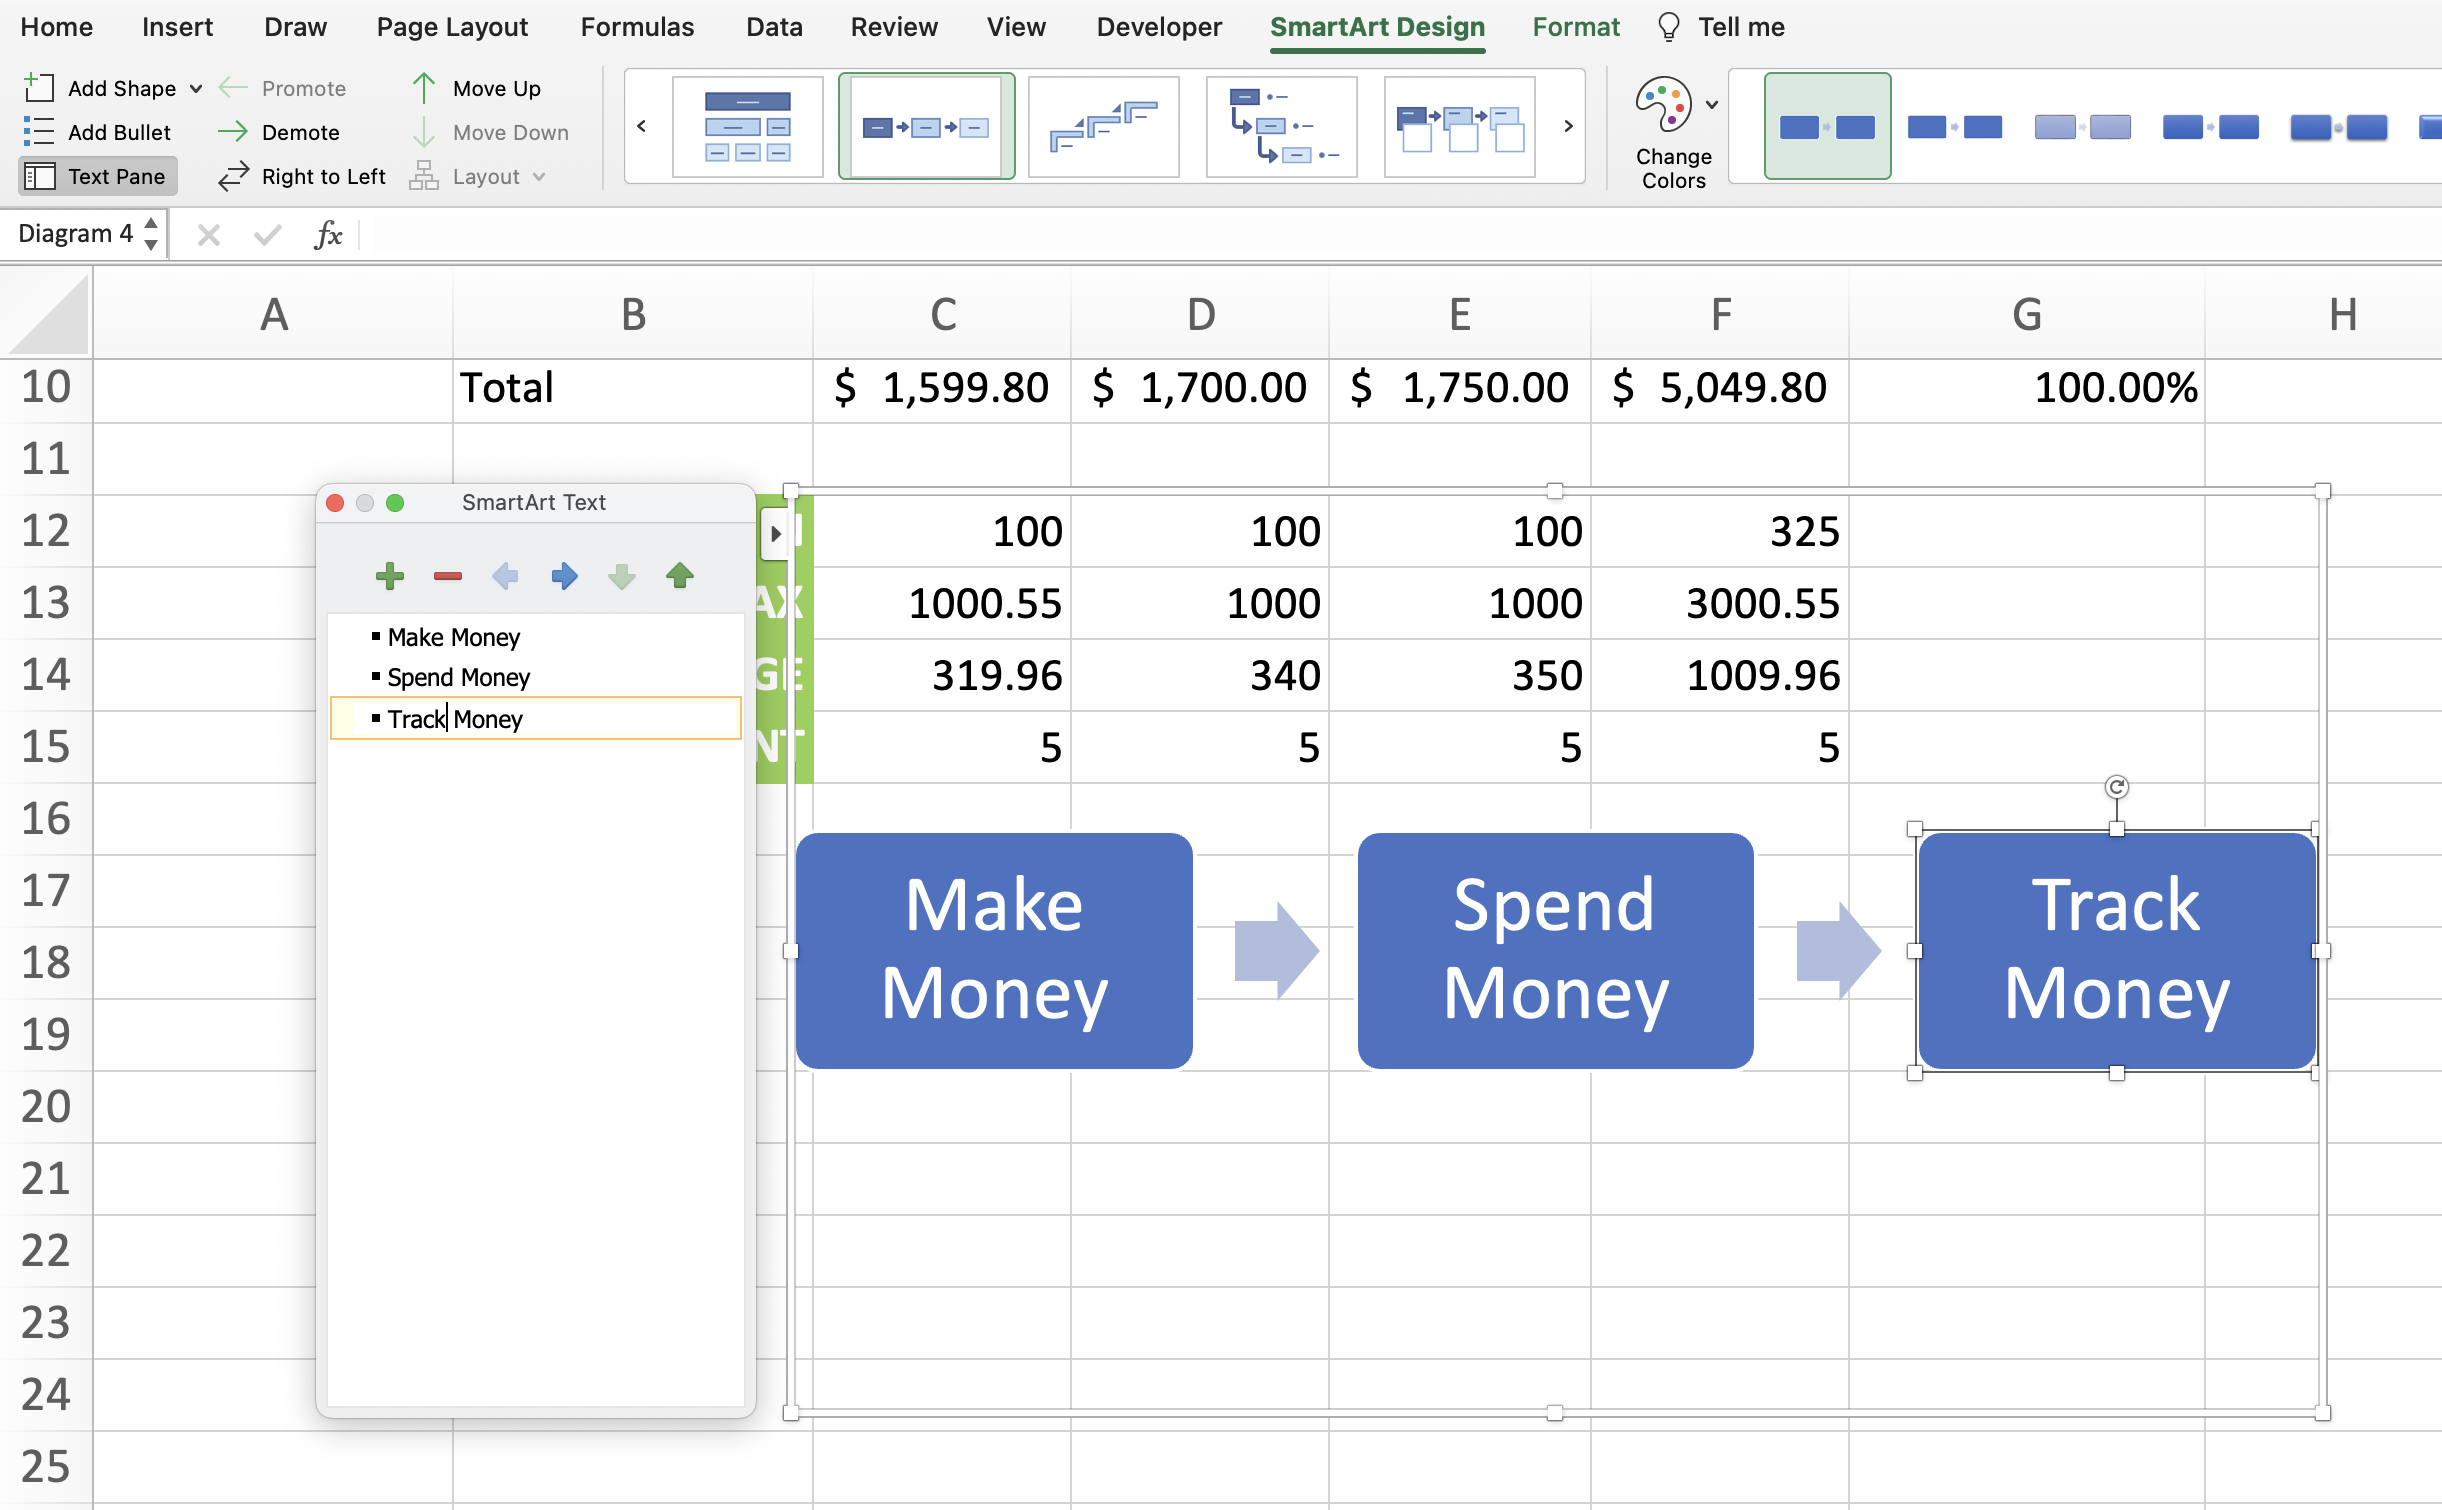 Home Insert Draw Page Layout Formulas Data Review View Developer SmartArt Design Format Tell me
Add Shape Promote Move Up
Add Bullet Demote Move Down
Text Pane Right to Left Layout
Change
Colors
Diagram 4 fx
A B C D E F G H
10 Total $ 1,599.80 $ 1,700.00 $ 1,750.00 $ 5,049.80 100.00%
11
SmartArt Text
12 100 100 100 325
13 AX 1000.55 1000 1000 3000.55
14 GE 319.96 340 350 1009.96
15 NT 5 5 5 5
Make Money
Spend Money
Track Money
16
17 Make Spend Track
18
19 Money Money Money
20
21
22
23
24
25